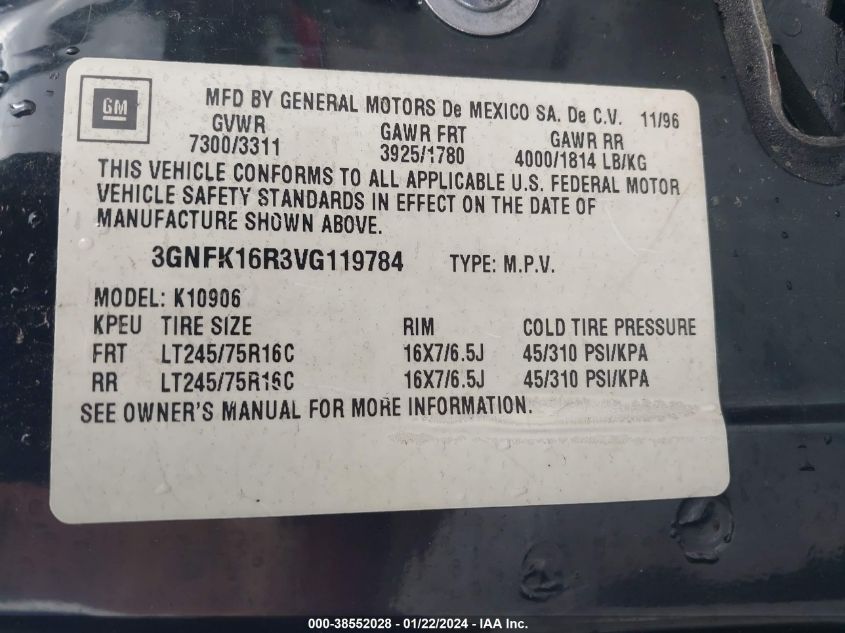 GM
MFD BY GENERAL MOTORS De MEXICO SA. De C.V. 11/96
GVWR GAWR FRT GAWR RR
7300/3311 3925/1780 4000/1814 LB/KG
THIS VEHICLE CONFORMS TO ALL APPLICABLE U.S. FEDERAL MOTOR
VEHICLE SAFETY STANDARDS IN EFFECT ON THE DATE OF
MANUFACTURE SHOWN ABOVE.
3GNFK16R3VG119784 TYPE: M.P.V.
MODEL: K10906
KPEU TIRE SIZE RIM COLD TIRE PRESSURE
FRT LT245/75R16C 16X7/6.5J 45/310 PSI/KPA
RR LT245/75R16C 16X7/6.5J 45/310 PSI/KPA
SEE OWNER'S MANUAL FOR MORE INFORMATION.
000-38552028 - 01/22/2024 - IAA Inc.